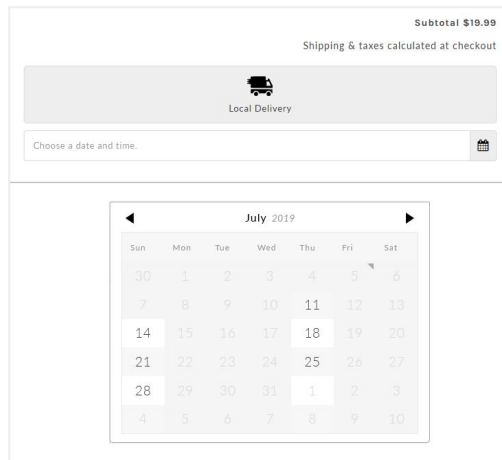 Subtotal $19.99
Shipping & taxes calculated at checkout
Local Delivery
Choose a date and time.
July 2019
Sun Mon Tue Wed Thu Fri Sat
30 1 2 3 4 5 6
7 8 9 10 11 12 13
14 15 16 17 18 19 20
21 22 23 24 25 26 27
28 29 30 31 1 2 3
4 5 6 7 8 9 10